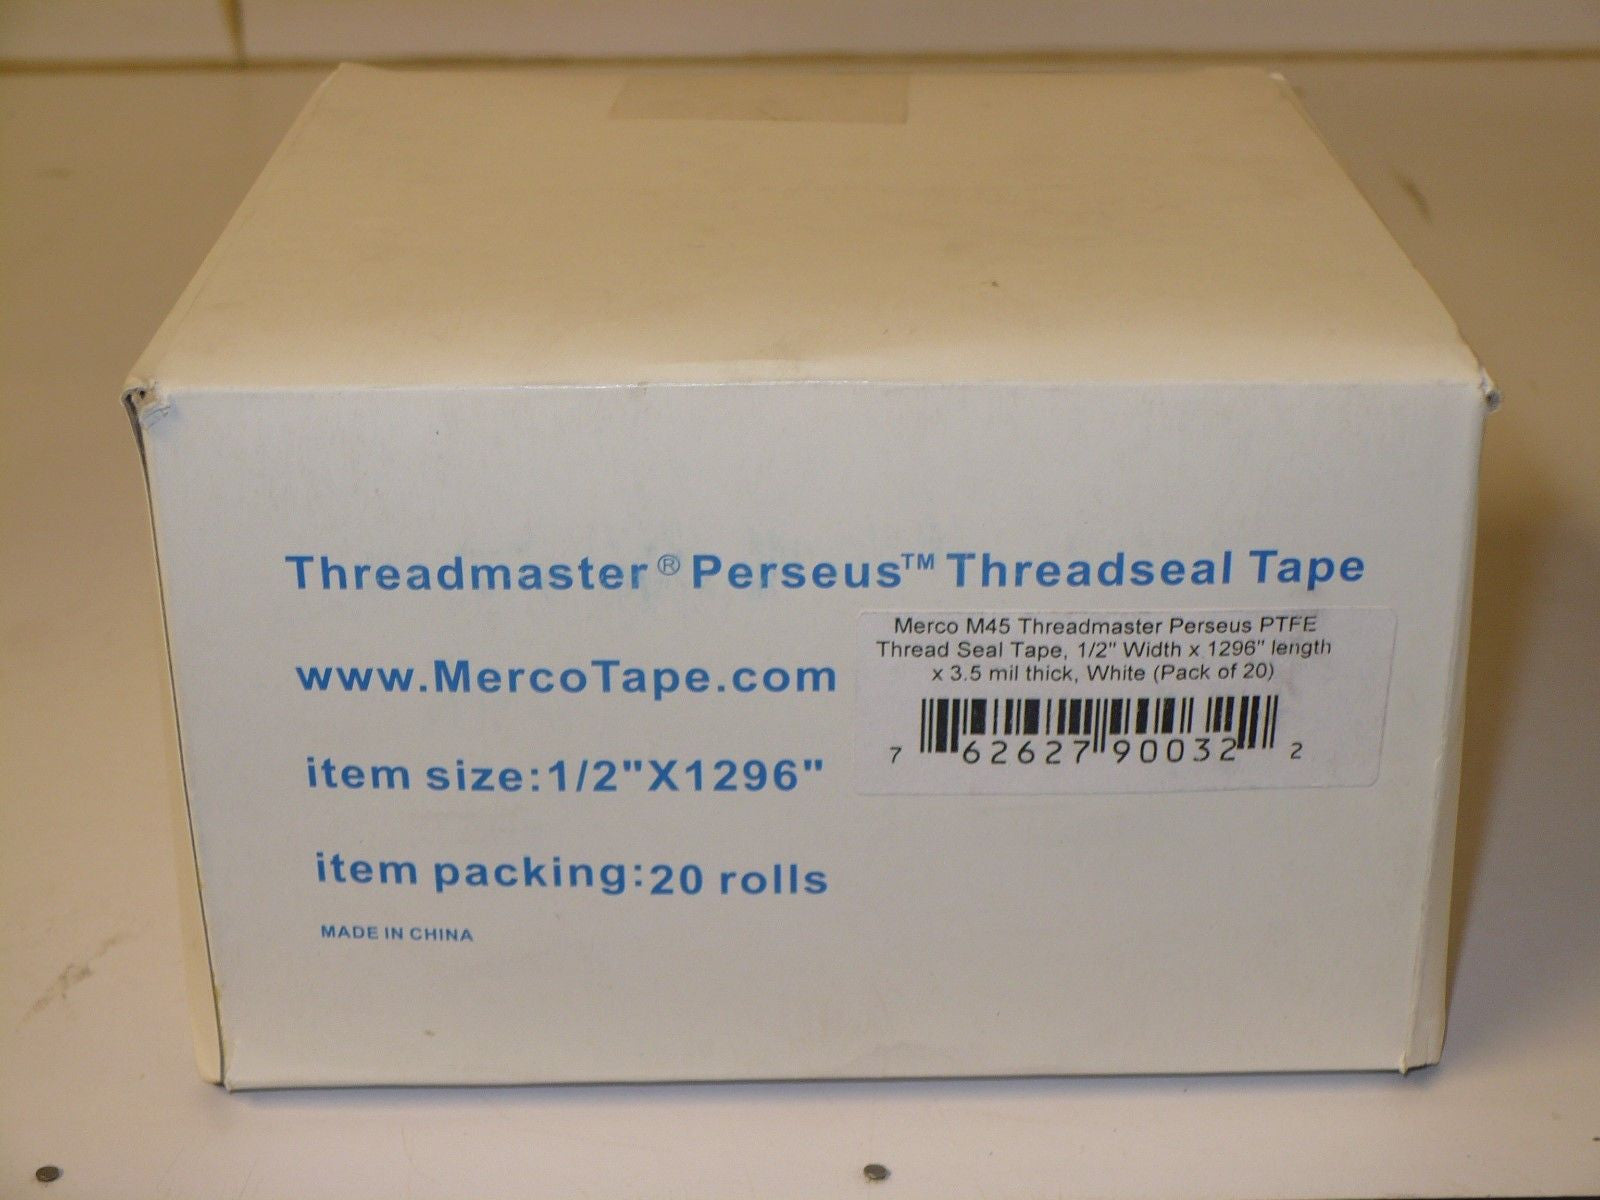 Threadmaster® Perseus™ Threadseal Tape
Merco M45 Threadmaster Perseus PTFE
Thread Seal Tape, 1/2" Width x 1296" length
x 3.5 mil thick, White (Pack of 20)
7 62627 90032 2
www.MercoTape.com
item size:1/2"X1296"
item packing:20 rolls
MADE IN CHINA